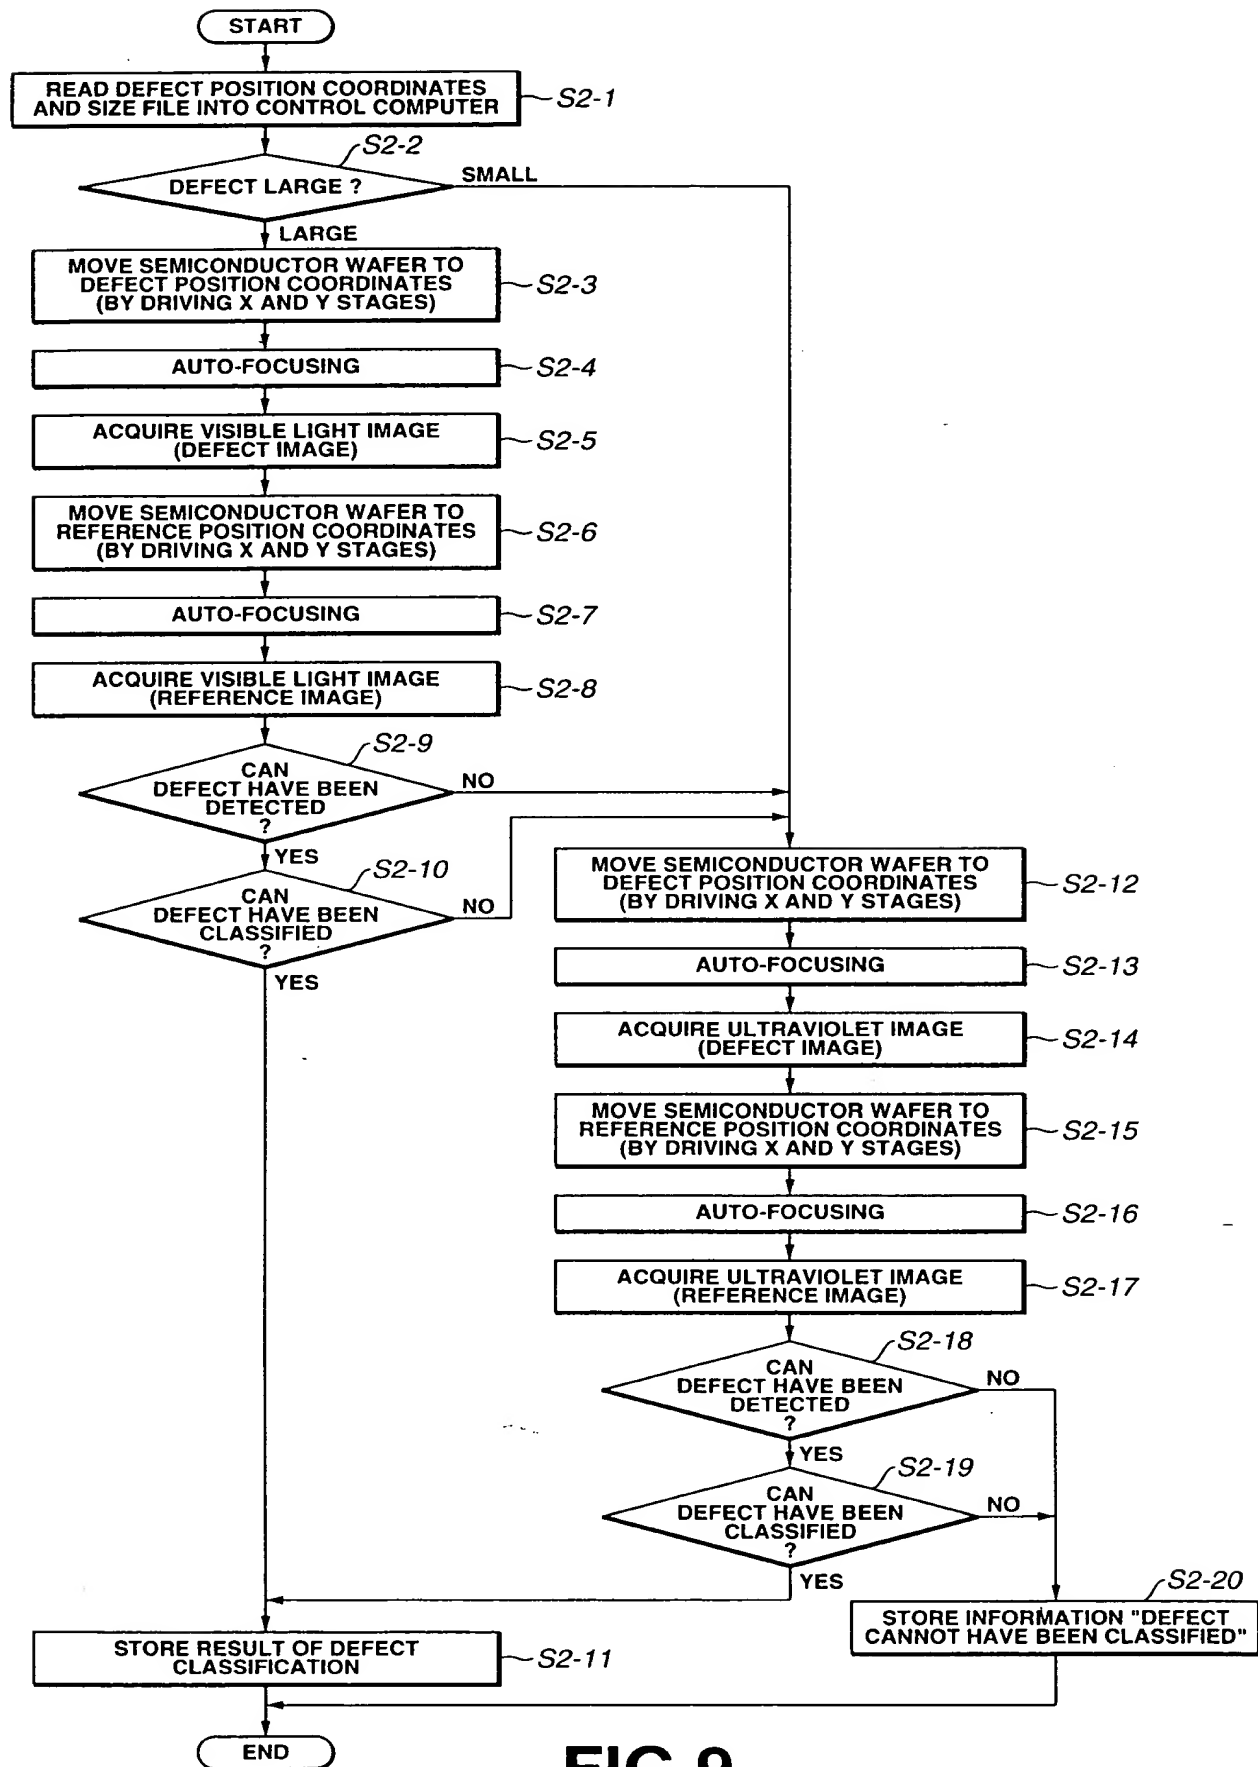 START
READ DEFECT POSITION COORDINATES
AND SIZE FILE INTO CONTROL COMPUTER
S2-1
S2-2
DEFECT LARGE ?
SMALL
LARGE
MOVE SEMICONDUCTOR WAFER TO
DEFECT POSITION COORDINATES
(BY DRIVING X AND Y STAGES)
S2-3
AUTO-FOCUSING
S2-4
ACQUIRE VISIBLE LIGHT IMAGE
(DEFECT IMAGE)
S2-5
MOVE SEMICONDUCTOR WAFER TO
REFERENCE POSITION COORDINATES
(BY DRIVING X AND Y STAGES)
S2-6
AUTO-FOCUSING
S2-7
ACQUIRE VISIBLE LIGHT IMAGE
(REFERENCE IMAGE)
S2-8
S2-9
CAN
DEFECT HAVE BEEN
DETECTED
?
NO
YES
S2-10
CAN
DEFECT HAVE BEEN
CLASSIFIED
?
NO
YES
MOVE SEMICONDUCTOR WAFER TO
DEFECT POSITION COORDINATES
(BY DRIVING X AND Y STAGES)
S2-12
AUTO-FOCUSING
S2-13
ACQUIRE ULTRAVIOLET IMAGE
(DEFECT IMAGE)
S2-14
MOVE SEMICONDUCTOR WAFER TO
REFERENCE POSITION COORDINATES
(BY DRIVING X AND Y STAGES)
S2-15
AUTO-FOCUSING
S2-16
ACQUIRE ULTRAVIOLET IMAGE
(REFERENCE IMAGE)
S2-17
S2-18
CAN
DEFECT HAVE BEEN
DETECTED
?
NO
YES
S2-19
CAN
DEFECT HAVE BEEN
CLASSIFIED
?
NO
YES
S2-20
STORE INFORMATION "DEFECT
CANNOT HAVE BEEN CLASSIFIED"
STORE RESULT OF DEFECT
CLASSIFICATION
S2-11
END